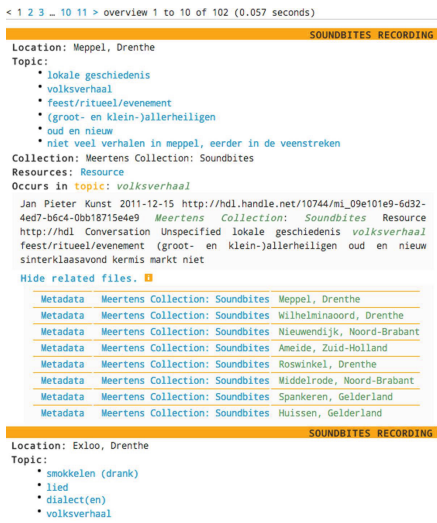 < 1 2 3 … 10 11 > overview 1 to 10 of 102 (0.057 seconds)
SOUNDBITES RECORDING
Location: Meppel, Drenthe
Topic:
• lokale geschiedenis
• volksverhaal
• feest/ritueel/evenement
• (groot- en klein-)allerheiligen
• oud en nieuw
• niet veel verhalen in meppel, eerder in de veenstreken
Collection: Meertens Collection: Soundbites
Resources: Resource
Occurs in topic: volksverhaal
Jan Pieter Kunst 2011-12-15 http://hdl.handle.net/10744/mi_09e101e9-6d32-
4ed7-b6c4-0bb18715e4e9 Meertens Collection: Soundbites Resource
http://hdl Conversation Unspecified lokale geschiedenis volksverhaal
feest/ritueel/evenement (groot- en klein-)allerheiligen oud en nieuw
sinterklaasavond kermis markt niet
Hide related files. i
Metadata Meertens Collection: Soundbites Meppel, Drenthe
Metadata Meertens Collection: Soundbites Wilhelminaoord, Drenthe
Metadata Meertens Collection: Soundbites Nieuwendijk, Noord-Brabant
Metadata Meertens Collection: Soundbites Ameide, Zuid-Holland
Metadata Meertens Collection: Soundbites Roswinkel, Drenthe
Metadata Meertens Collection: Soundbites Middelrode, Noord-Brabant
Metadata Meertens Collection: Soundbites Spankeren, Gelderland
Metadata Meertens Collection: Soundbites Huissen, Gelderland
SOUNDBITES RECORDING
Location: Exloo, Drenthe
Topic:
• smokkelen (drank)
• lied
• dialect(en)
• volksverhaal